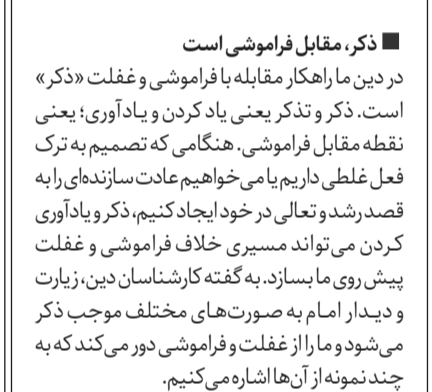 ■ ذکر، مقابل فراموشی است
در دین ما راهکار مقابله با فراموشی و غفلت «ذکر»
است. ذکر و تذکر یعنی یاد کردن و یادآوری؛ یعنی
نقطه مقابل فراموشی. هنگامی که تصمیم به ترک
فعل غلطی داریم یا می‌خواهیم عادت سازنده‌ای را به
قصد رشد و تعالی در خود ایجاد کنیم، ذکر و یادآوری
کردن می‌تواند مسیری خلاف فراموشی و غفلت
پیش روی ما بسازد. به گفته کارشناسان دین، زیارت
و دیدار امام به صورت‌های مختلف موجب ذکر
می‌شود و ما را از غفلت و فراموشی دور می‌کند که به
چند نمونه از آن‌ها اشاره می‌کنیم.